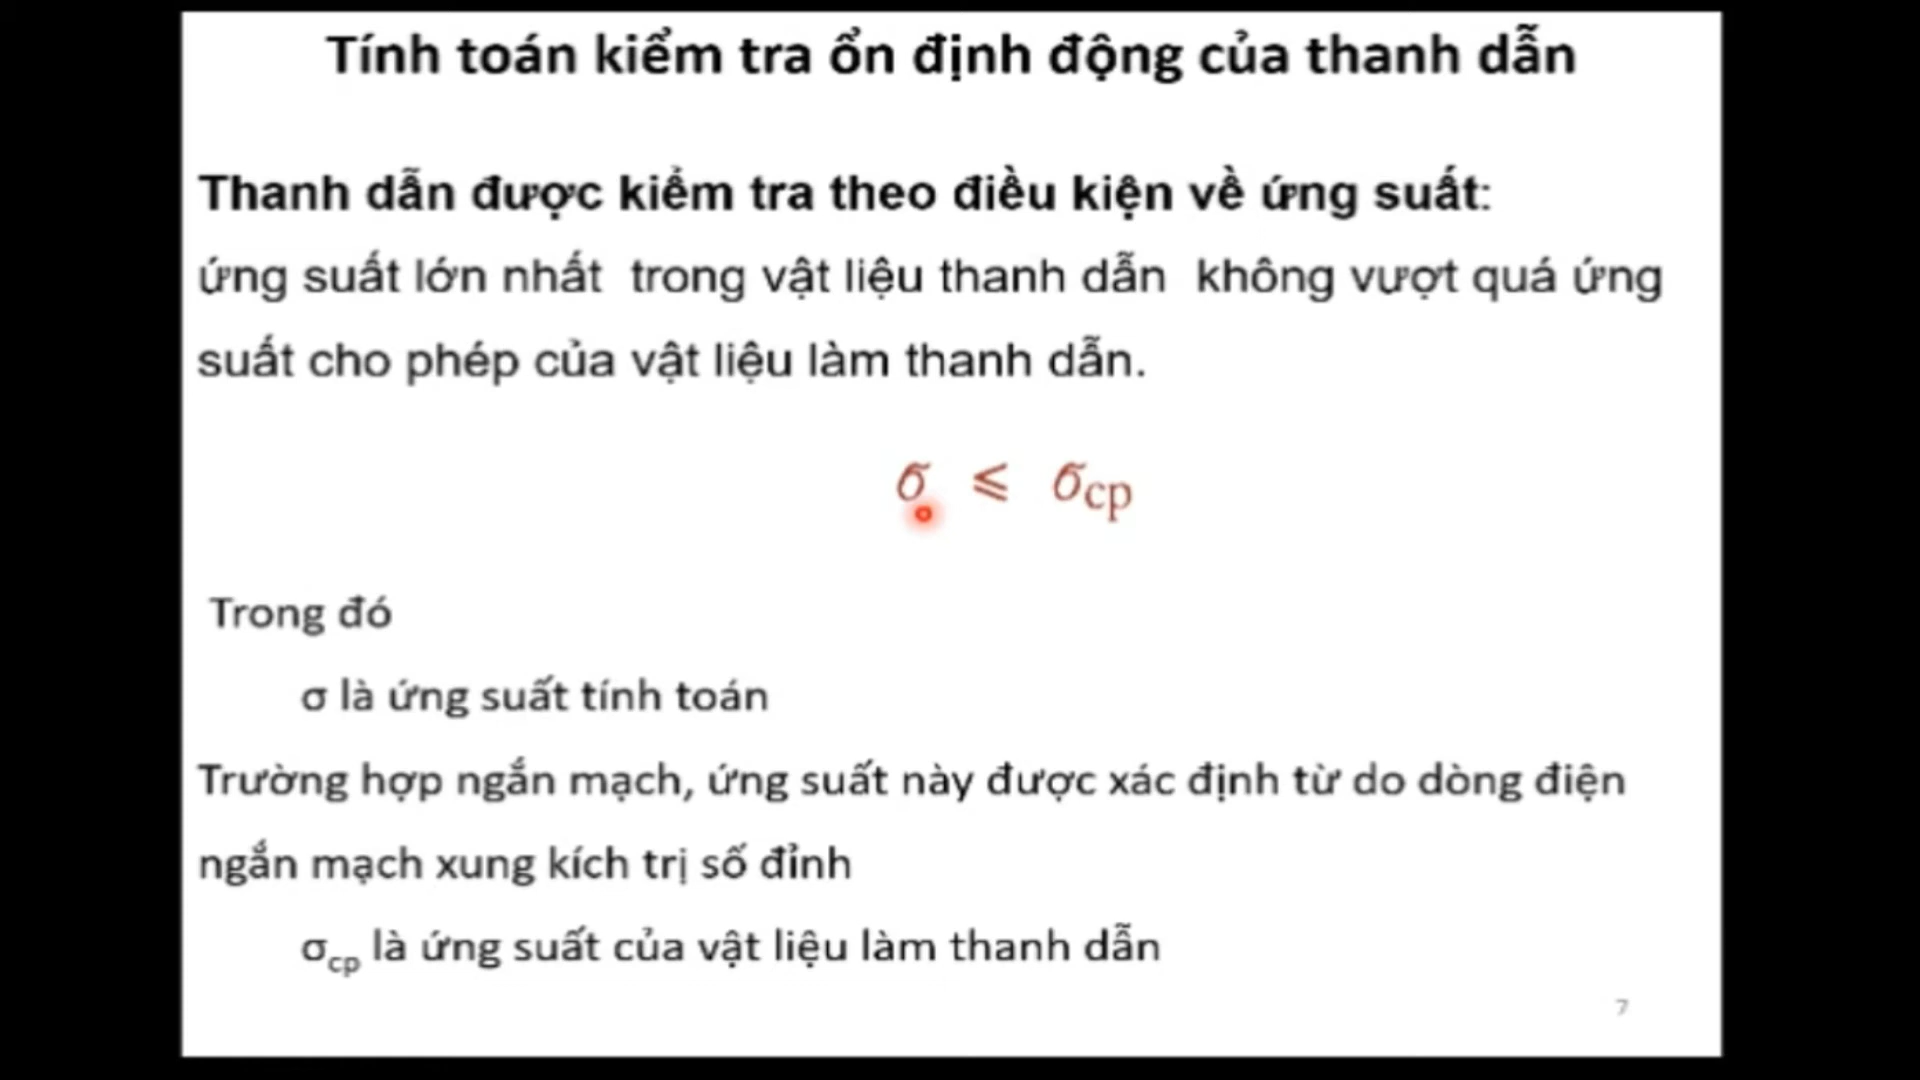 Tính toán kiểm tra ổn định động của thanh dẫn
Thanh dẫn được kiểm tra theo điều kiện về ứng suất:
ứng suất lớn nhất trong vật liệu thanh dẫn không vượt quá ứng
suất cho phép của vật liệu làm thanh dẫn.
σ ⩽ σcp
Trong đó
σ là ứng suất tính toán
Trường hợp ngắn mạch, ứng suất này được xác định từ do dòng điện
ngắn mạch xung kích trị số đỉnh
σcp là ứng suất của vật liệu làm thanh dẫn
7